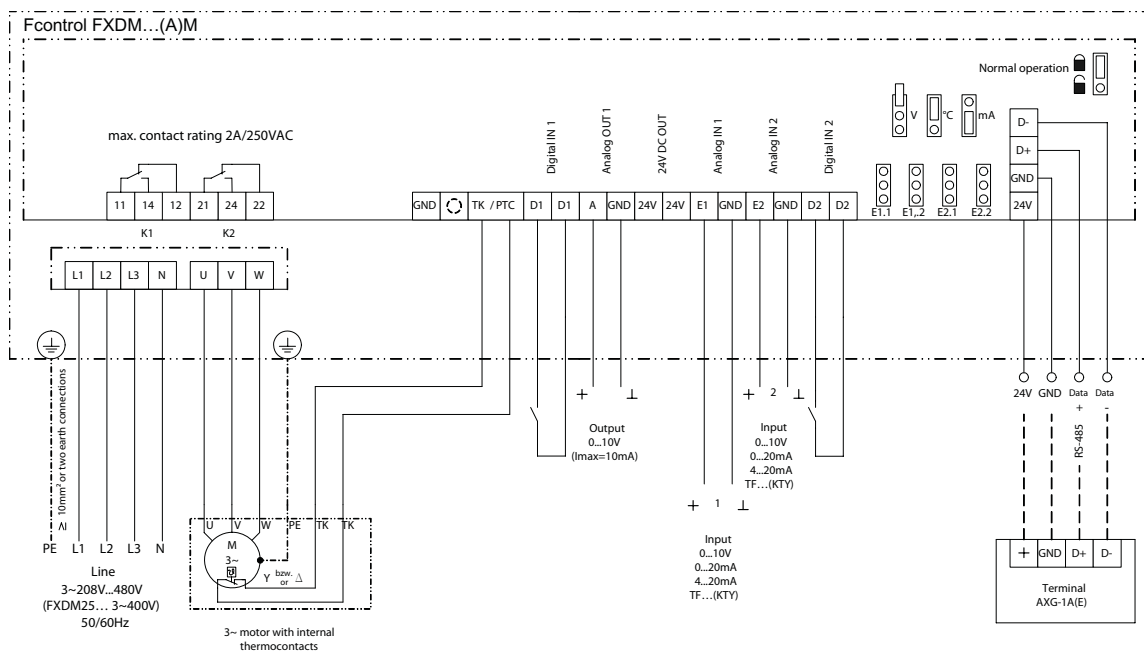 Fcontrol FXDM…(A)M
Normal operation
V
°C
mA
max. contact rating 2A/250VAC
Digital IN 1
Analog OUT 1
24V DC OUT
Analog IN 1
Analog IN 2
Digital IN 2
D-
D+
GND
24V
11 14 12 21 24 22
K1 K2
GND TK / PTC D1 D1 A GND 24V 24V E1 GND E2 GND D2 D2
E1.1 E1,.2 E2.1 E2.2
L1 L2 L3 N U V W
≥ 10mm² or two earth connections
24V GND Data + Data -
RS-485
+ ⊥
Output
0...10V
(Imax=10mA)
+ 2 ⊥
Input
0...10V
0...20mA
4...20mA
TF…(KTY)
+ 1 ⊥
Input
0...10V
0...20mA
4...20mA
TF…(KTY)
PE L1 L2 L3 N
Line
3~208V...480V
(FXDM25… 3~400V)
50/60Hz
U V W PE TK TK
M
3~
Y bzw. or Δ
3~ motor with internal
thermocontacts
+ GND D+ D-
Terminal
AXG-1A(E)